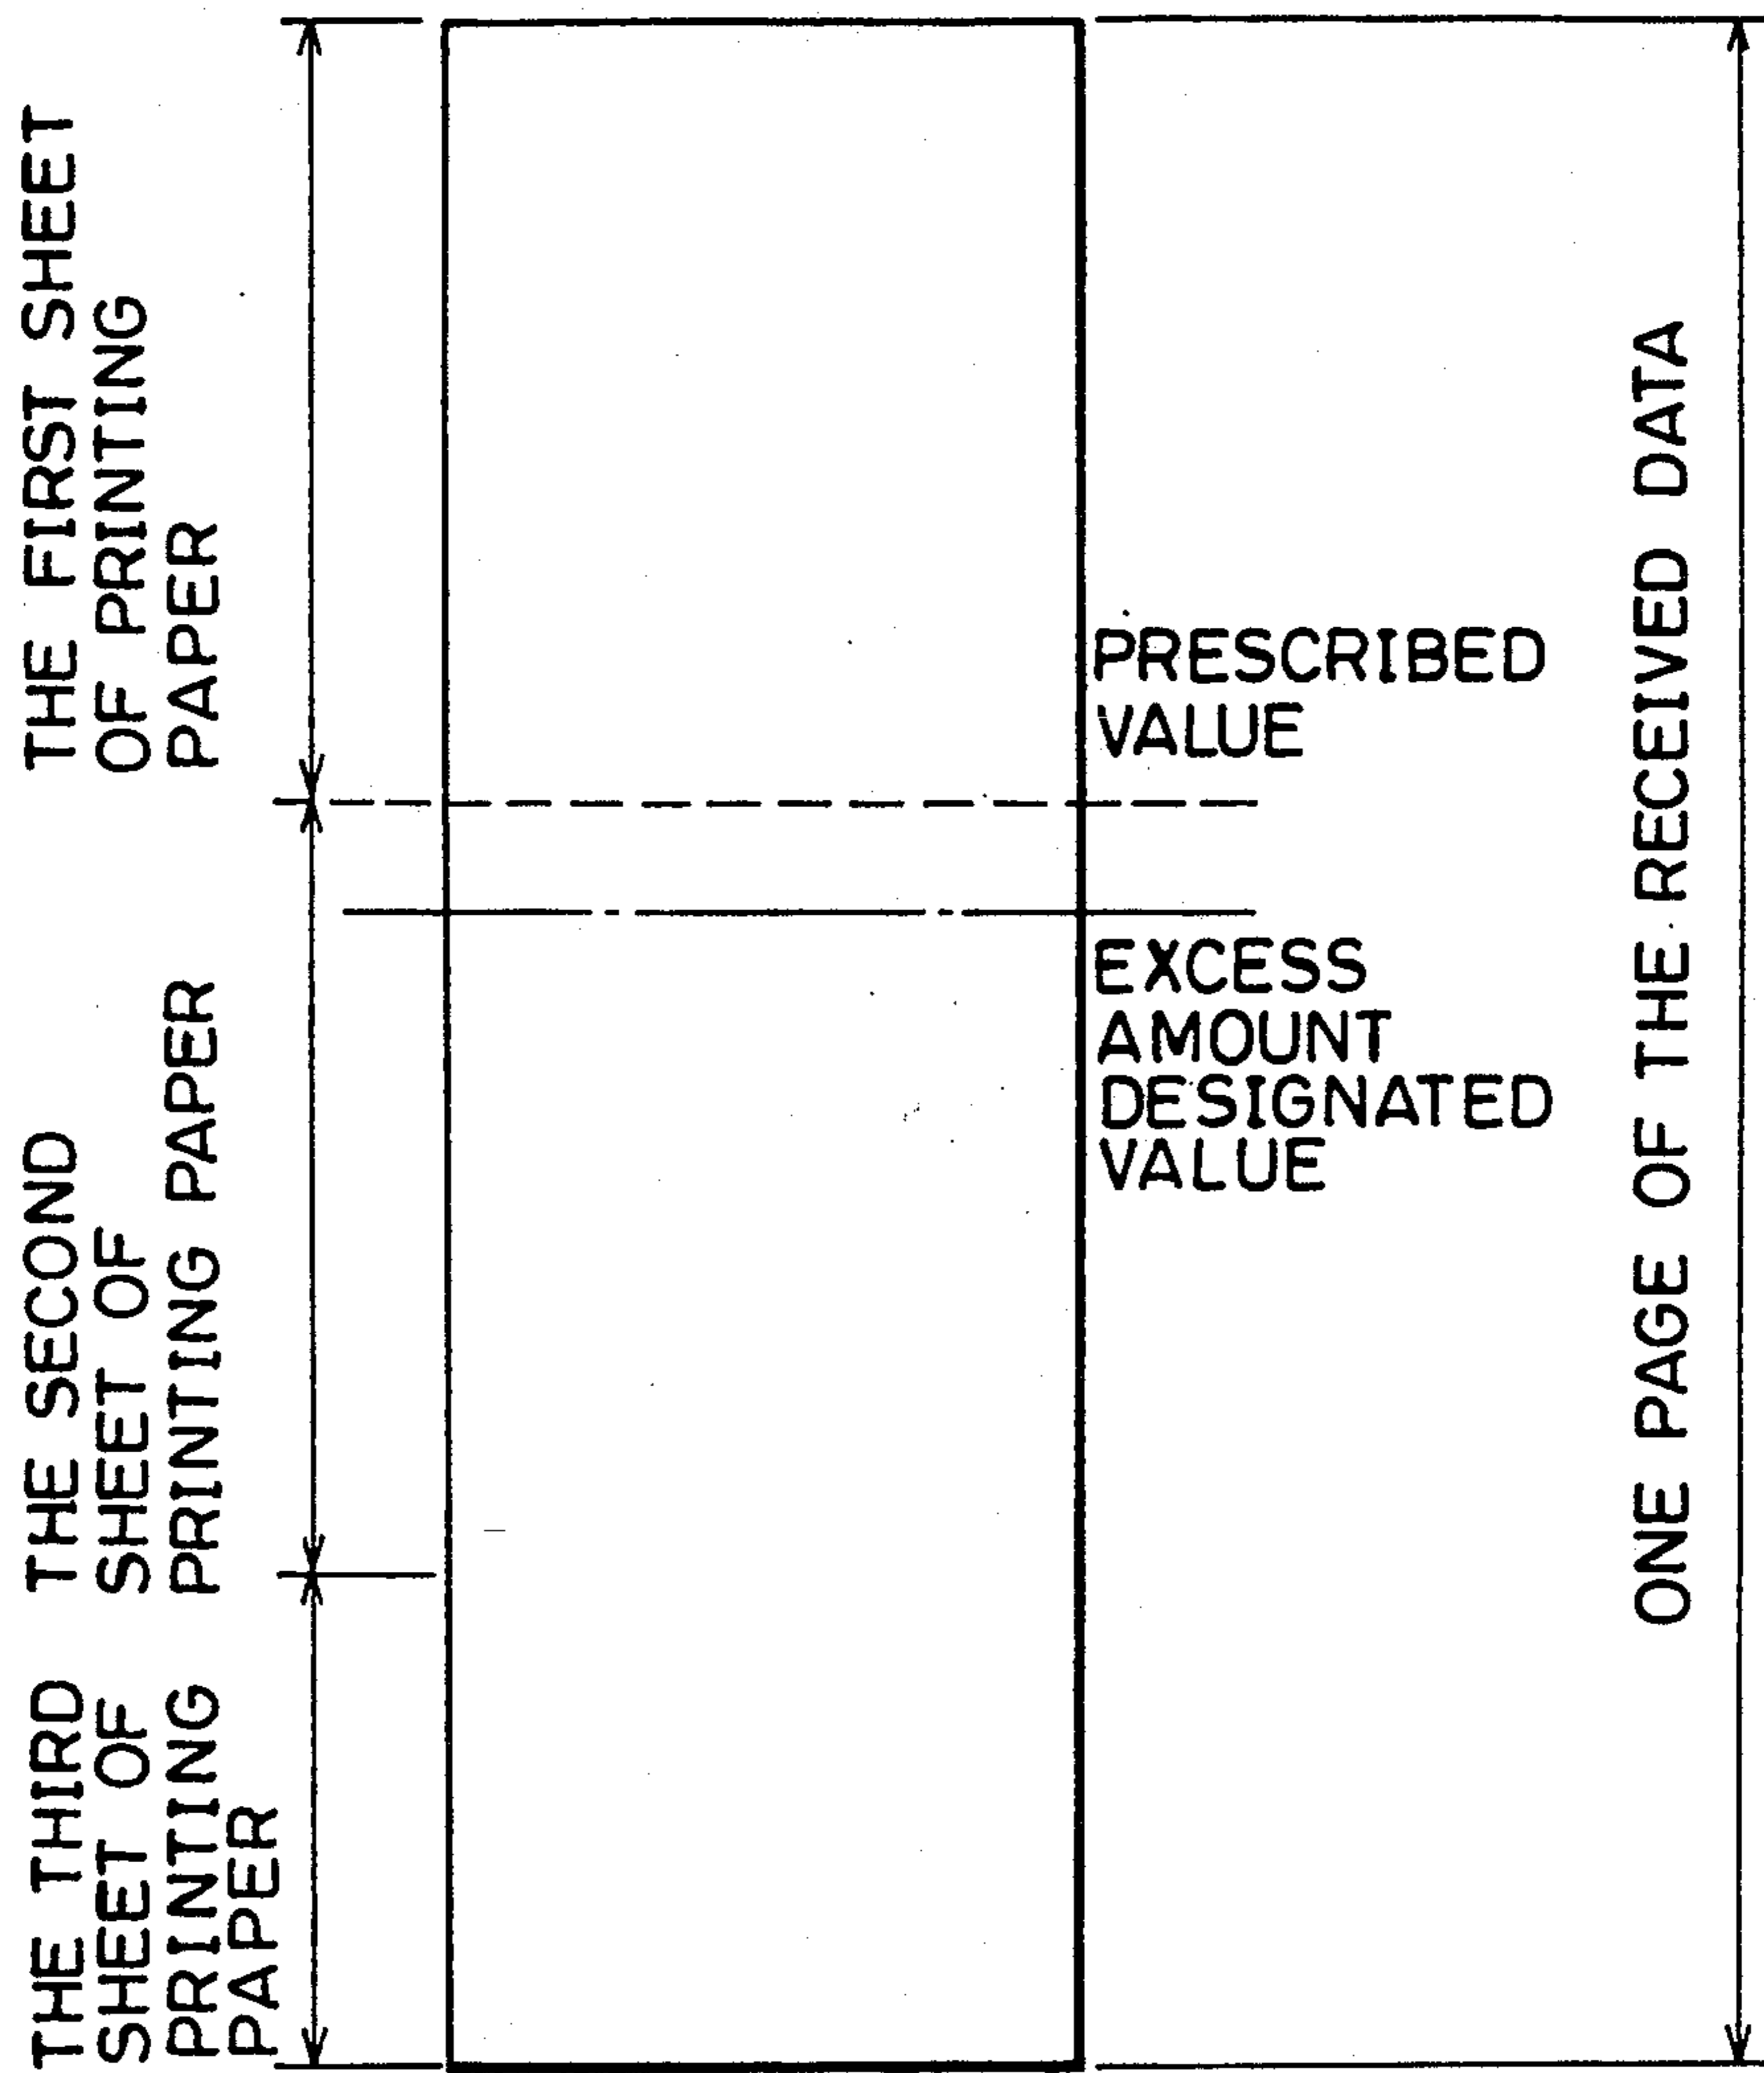 THE FIRST SHEET
OF PRINTING
PAPER
THE SECOND
SHEET OF
PRINTING PAPER
THE THIRD
SHEET OF
PRINTING
PAPER
PRESCRIBED
VALUE
EXCESS
AMOUNT
DESIGNATED
VALUE
ONE PAGE OF THE RECEIVED DATA